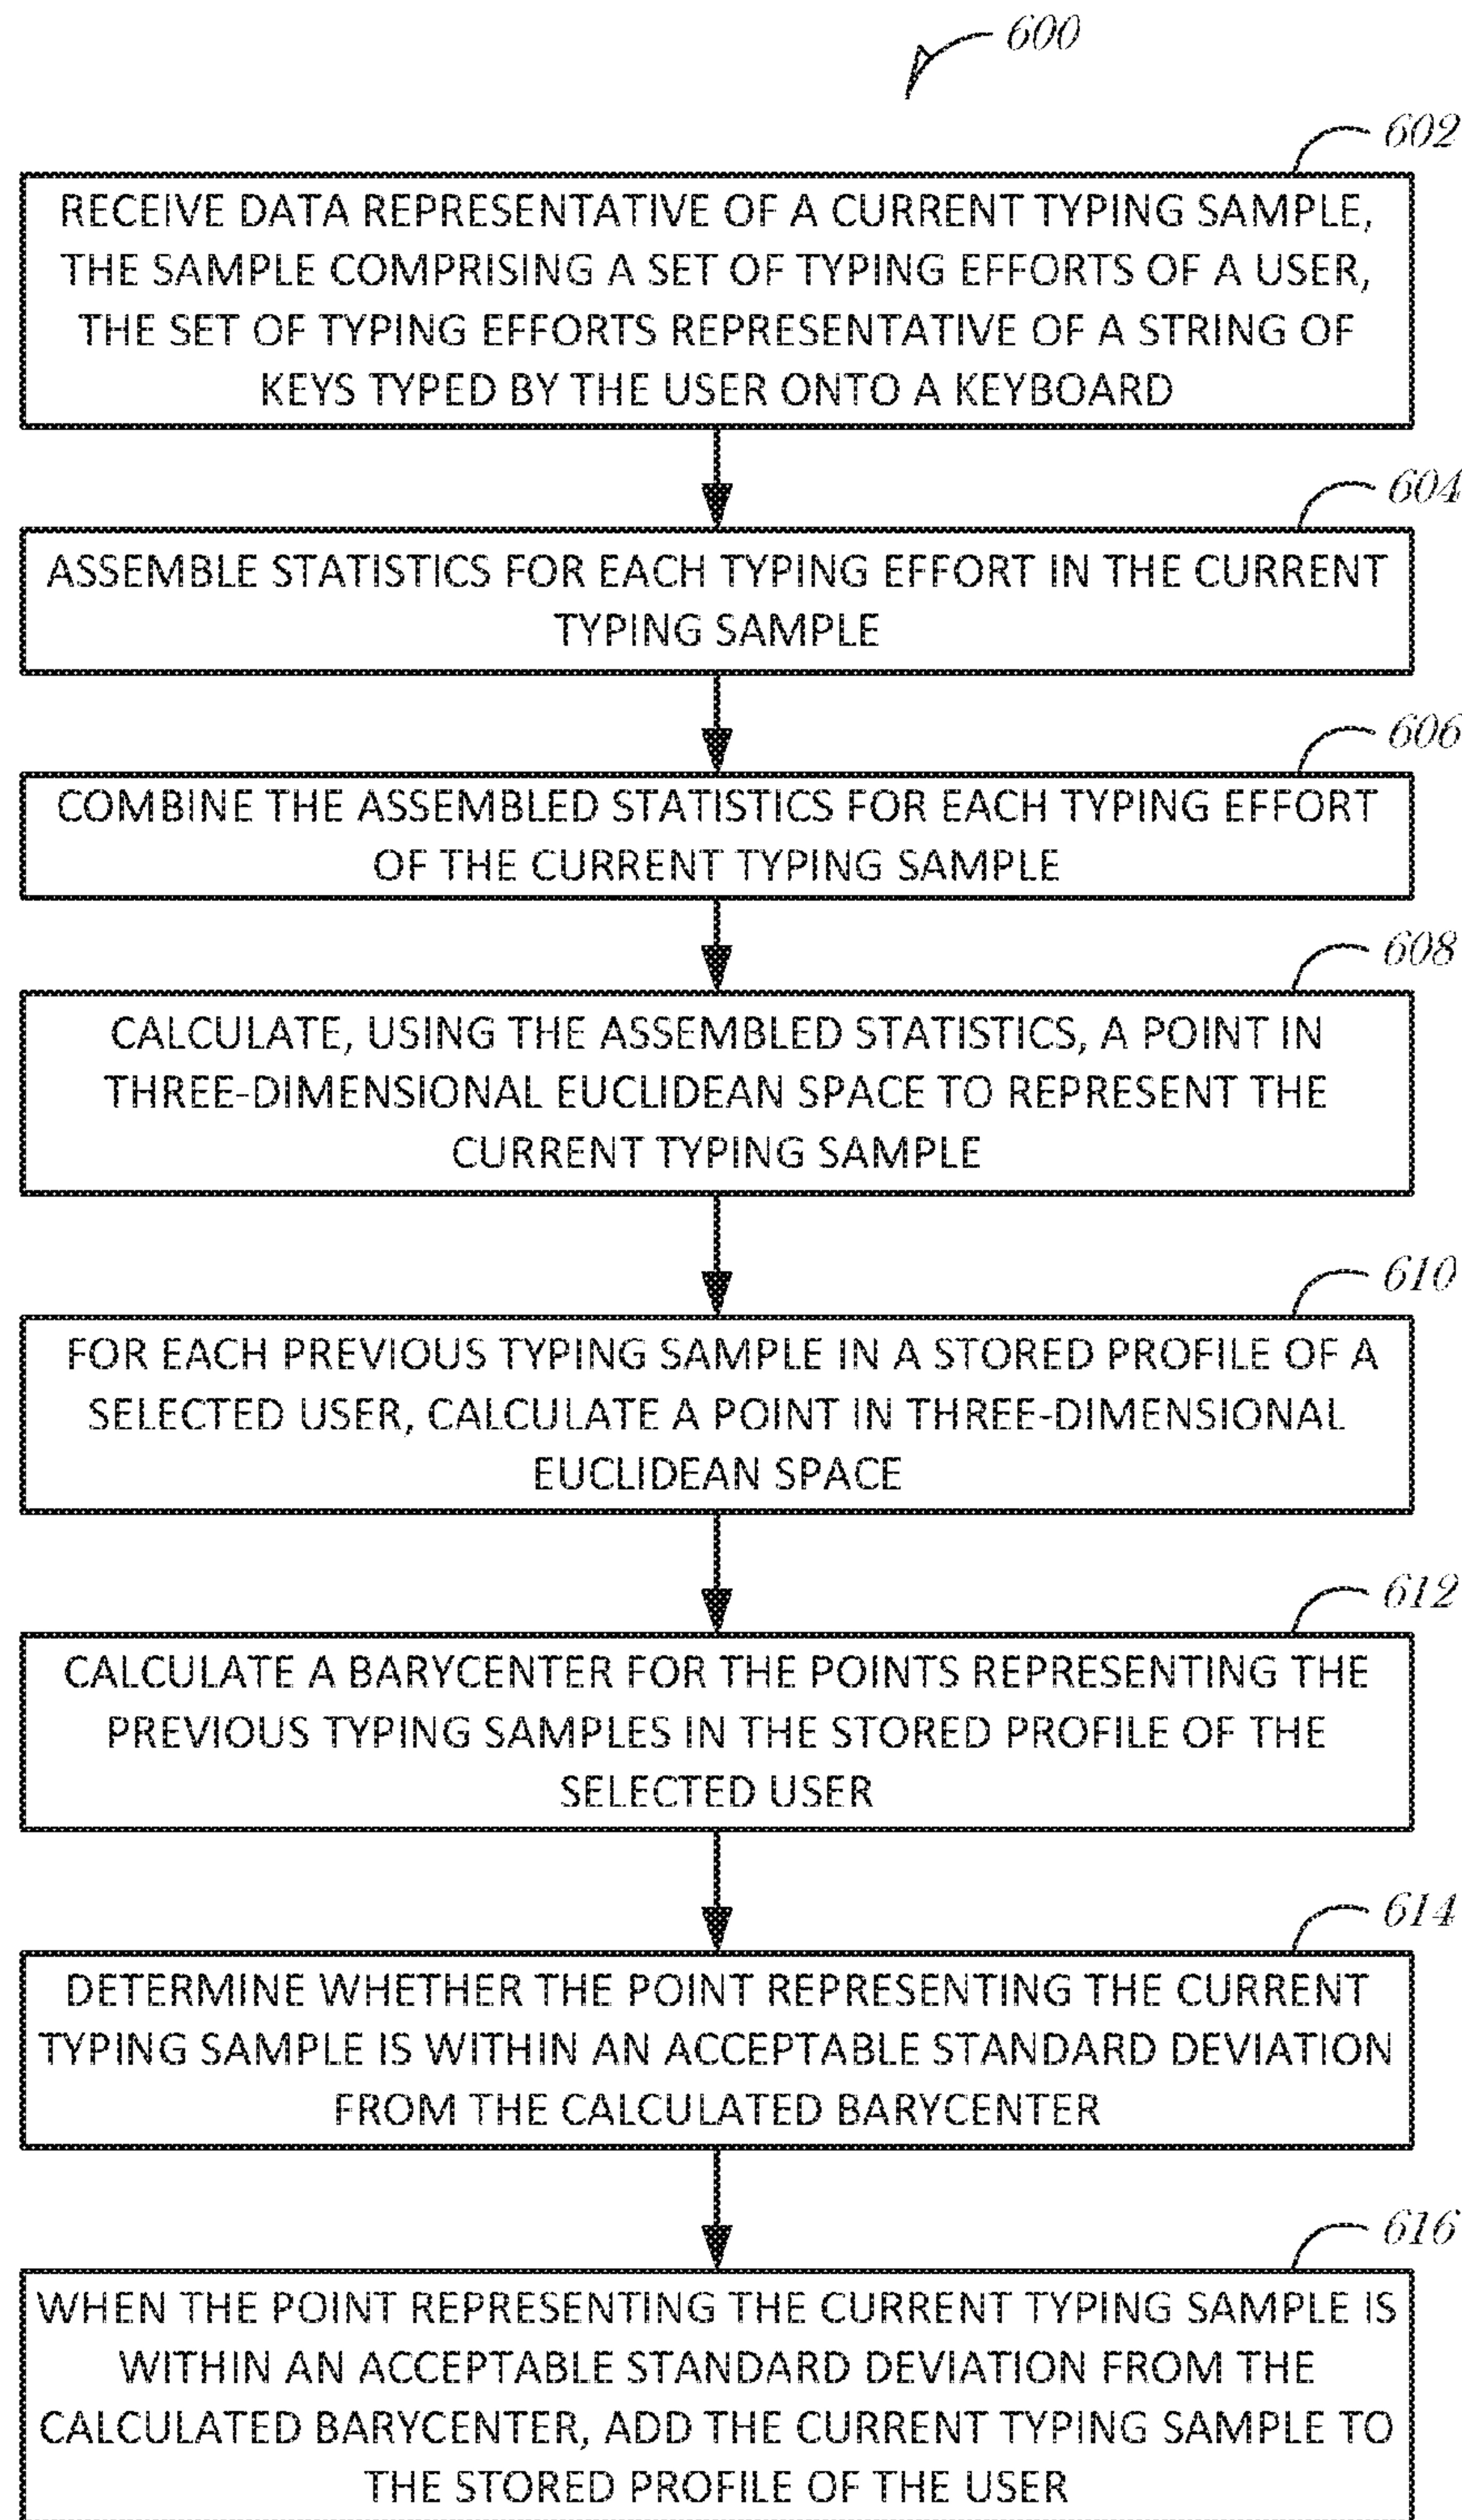 600
602
RECEIVE DATA REPRESENTATIVE OF A CURRENT TYPING SAMPLE,
THE SAMPLE COMPRISING A SET OF TYPING EFFORTS OF A USER,
THE SET OF TYPING EFFORTS REPRESENTATIVE OF A STRING OF
KEYS TYPED BY THE USER ONTO A KEYBOARD
604
ASSEMBLE STATISTICS FOR EACH TYPING EFFORT IN THE CURRENT
TYPING SAMPLE
606
COMBINE THE ASSEMBLED STATISTICS FOR EACH TYPING EFFORT
OF THE CURRENT TYPING SAMPLE
608
CALCULATE, USING THE ASSEMBLED STATISTICS, A POINT IN
THREE-DIMENSIONAL EUCLIDEAN SPACE TO REPRESENT THE
CURRENT TYPING SAMPLE
610
FOR EACH PREVIOUS TYPING SAMPLE IN A STORED PROFILE OF A
SELECTED USER, CALCULATE A POINT IN THREE-DIMENSIONAL
EUCLIDEAN SPACE
612
CALCULATE A BARYCENTER FOR THE POINTS REPRESENTING THE
PREVIOUS TYPING SAMPLES IN THE STORED PROFILE OF THE
SELECTED USER
614
DETERMINE WHETHER THE POINT REPRESENTING THE CURRENT
TYPING SAMPLE IS WITHIN AN ACCEPTABLE STANDARD DEVIATION
FROM THE CALCULATED BARYCENTER
616
WHEN THE POINT REPRESENTING THE CURRENT TYPING SAMPLE IS
WITHIN AN ACCEPTABLE STANDARD DEVIATION FROM THE
CALCULATED BARYCENTER, ADD THE CURRENT TYPING SAMPLE TO
THE STORED PROFILE OF THE USER